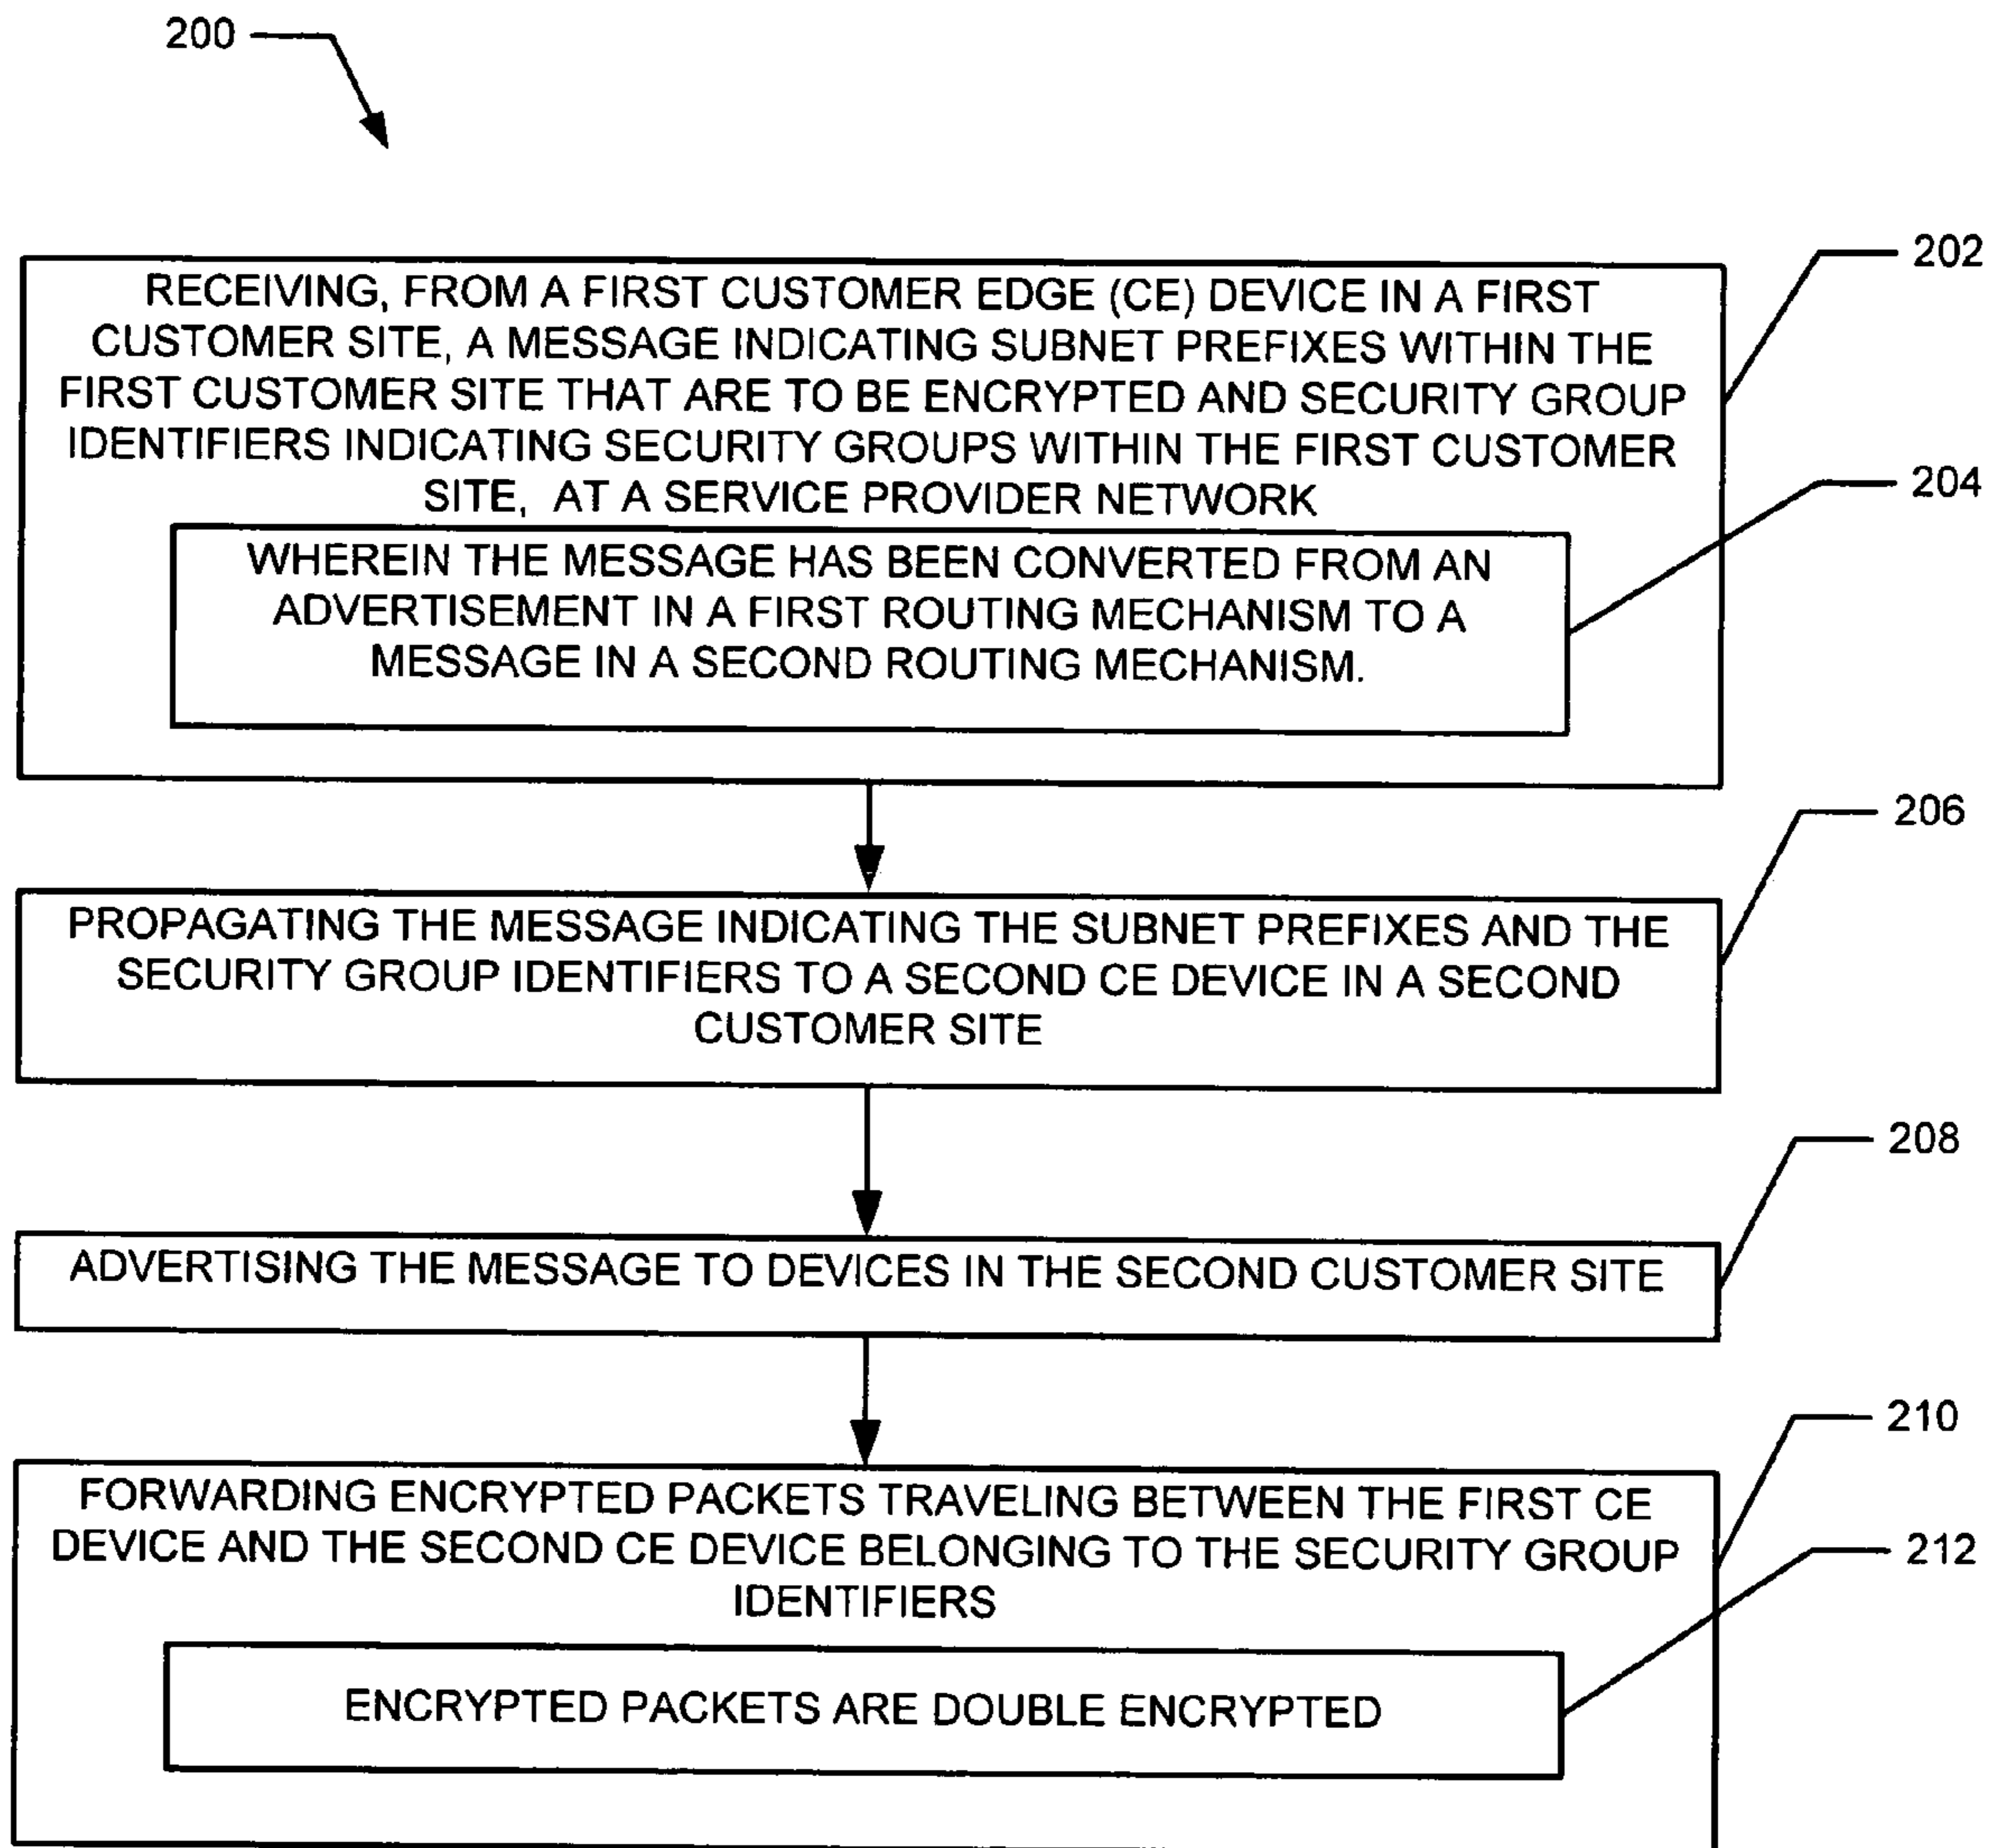 200
202
RECEIVING, FROM A FIRST CUSTOMER EDGE (CE) DEVICE IN A FIRST
CUSTOMER SITE, A MESSAGE INDICATING SUBNET PREFIXES WITHIN THE
FIRST CUSTOMER SITE THAT ARE TO BE ENCRYPTED AND SECURITY GROUP
IDENTIFIERS INDICATING SECURITY GROUPS WITHIN THE FIRST CUSTOMER
SITE, AT A SERVICE PROVIDER NETWORK
204
WHEREIN THE MESSAGE HAS BEEN CONVERTED FROM AN
ADVERTISEMENT IN A FIRST ROUTING MECHANISM TO A
MESSAGE IN A SECOND ROUTING MECHANISM.
206
PROPAGATING THE MESSAGE INDICATING THE SUBNET PREFIXES AND THE
SECURITY GROUP IDENTIFIERS TO A SECOND CE DEVICE IN A SECOND
CUSTOMER SITE
208
ADVERTISING THE MESSAGE TO DEVICES IN THE SECOND CUSTOMER SITE
210
FORWARDING ENCRYPTED PACKETS TRAVELING BETWEEN THE FIRST CE
DEVICE AND THE SECOND CE DEVICE BELONGING TO THE SECURITY GROUP
IDENTIFIERS
212
ENCRYPTED PACKETS ARE DOUBLE ENCRYPTED